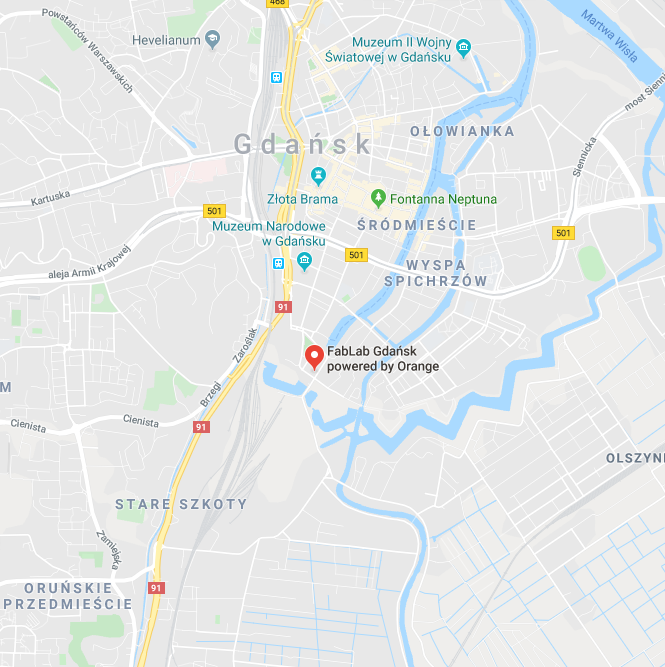 468
Powstańców Warszawskich
Hevelianum
Muzeum II Wojny
Światowej w Gdańsku
Martwa Wisła
most Siennicki
Siennicka
OŁOWIANKA
Gdańsk
Kartuska
Złota Brama
Fontanna Neptuna
501
Muzeum Narodowe
w Gdańsku
ŚRÓDMIEŚCIE
501
501
aleja Armii Krajowej
WYSPA
SPICHRZÓW
91
Zaroślak
FabLab Gdańsk
powered by Orange
M
Brzegi
Cienista
Cienista
91
OLSZYN
STARE SZKOTY
Zamiejska
91
ORUŃSKIE
PRZEDMIEŚCIE